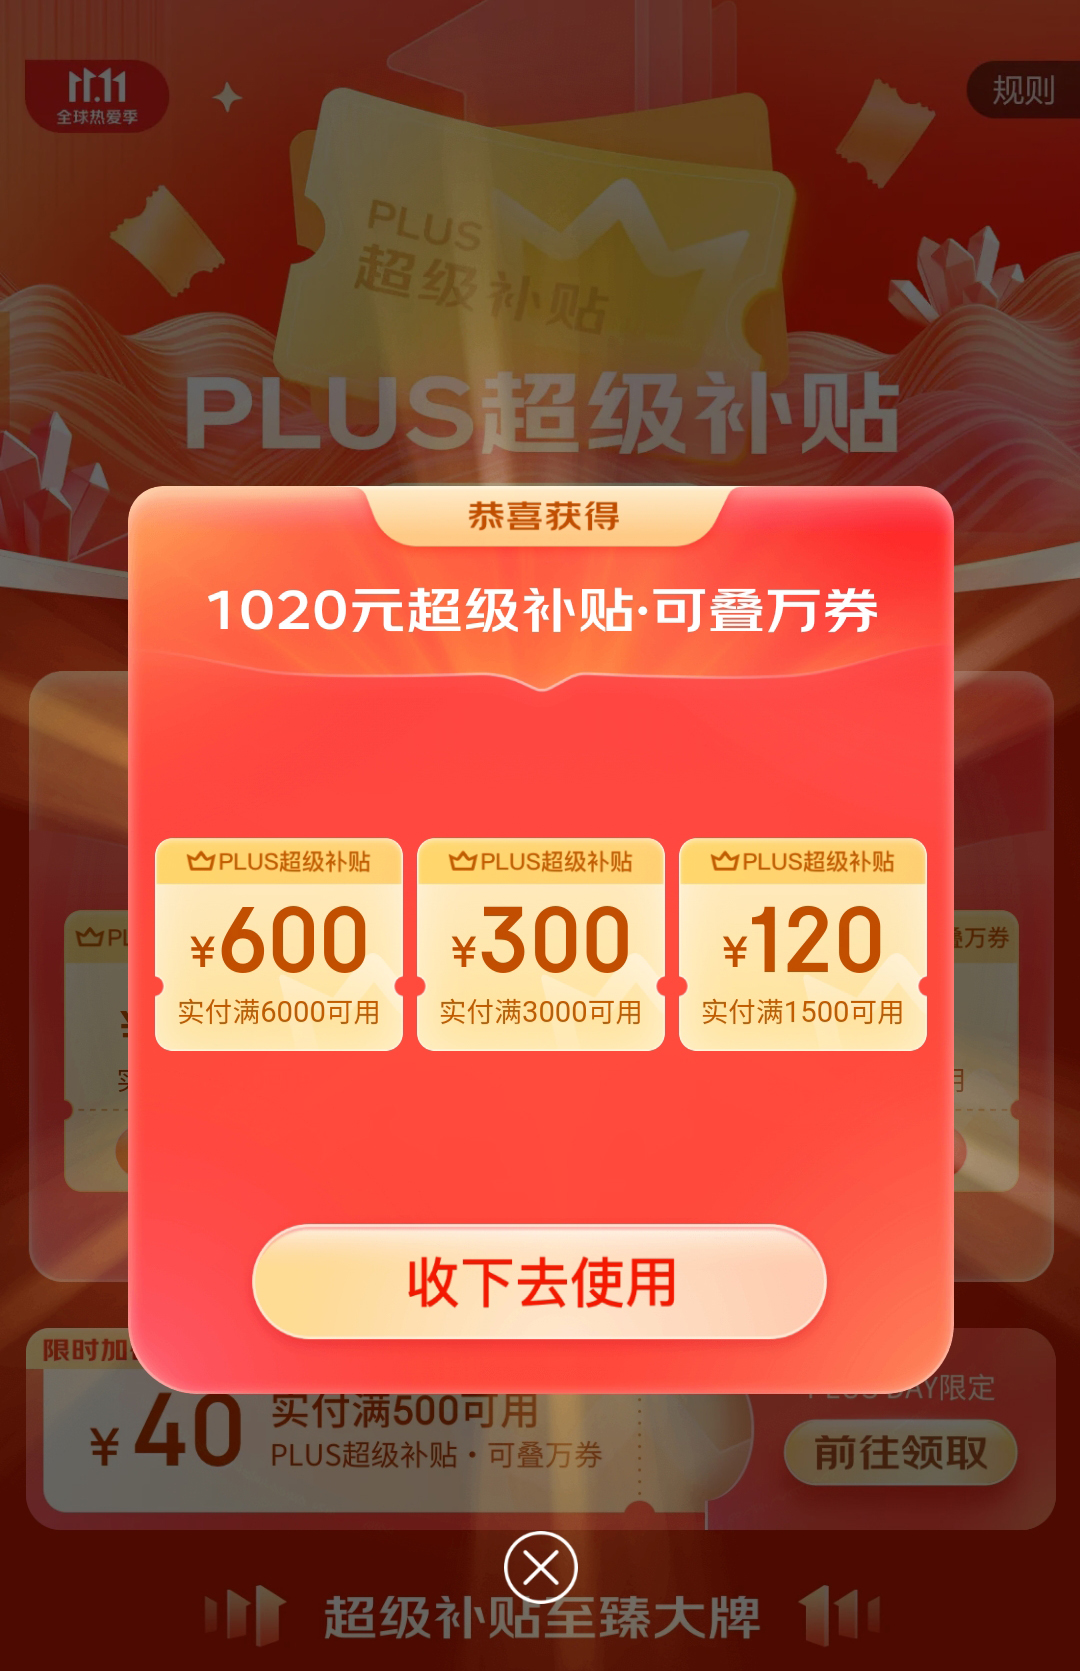 11.11
全球热爱季
规则
PLUS
超级补贴
PLUS超级补贴
恭喜获得
1020元超级补贴·可叠万券
PLUS超级补贴
¥600
实付满6000可用
PLUS超级补贴
¥300
实付满3000可用
PLUS超级补贴
¥120
实付满1500可用
叠万券
收下去使用
限时加
¥40
实付满500可用
PLUS超级补贴·可叠万券
PLUS DAY限定
前往领取
超级补贴至臻大牌